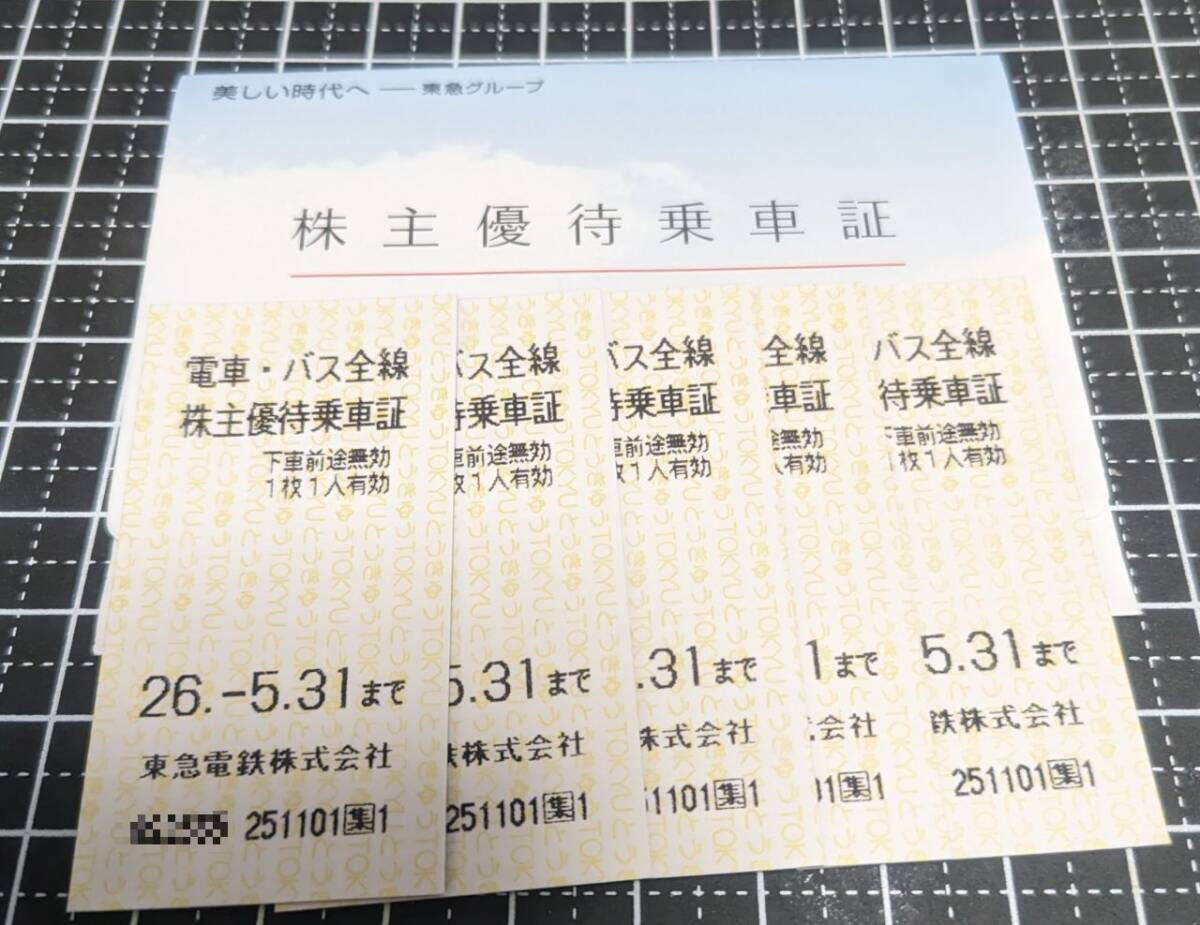 美しい時代へ ― 東急グループ
株主優待乗車証
電車・バス全線
株主優待乗車証
下車前途無効
1枚1人有効
26.-5.31まで
東急電鉄株式会社
251101集1
バス全線
待乗車証
車前途無効
枚1人有効
5.31まで
鉄株式会社
251101集1
バス全線
待乗車証
車前途無効
枚1人有効
.31まで
株式会社
1101集1
全線
車証
途無効
人有効
1まで
会社
01集1
バス全線
待乗車証
下車前途無効
1枚1人有効
5.31まで
鉄株式会社
251101集1